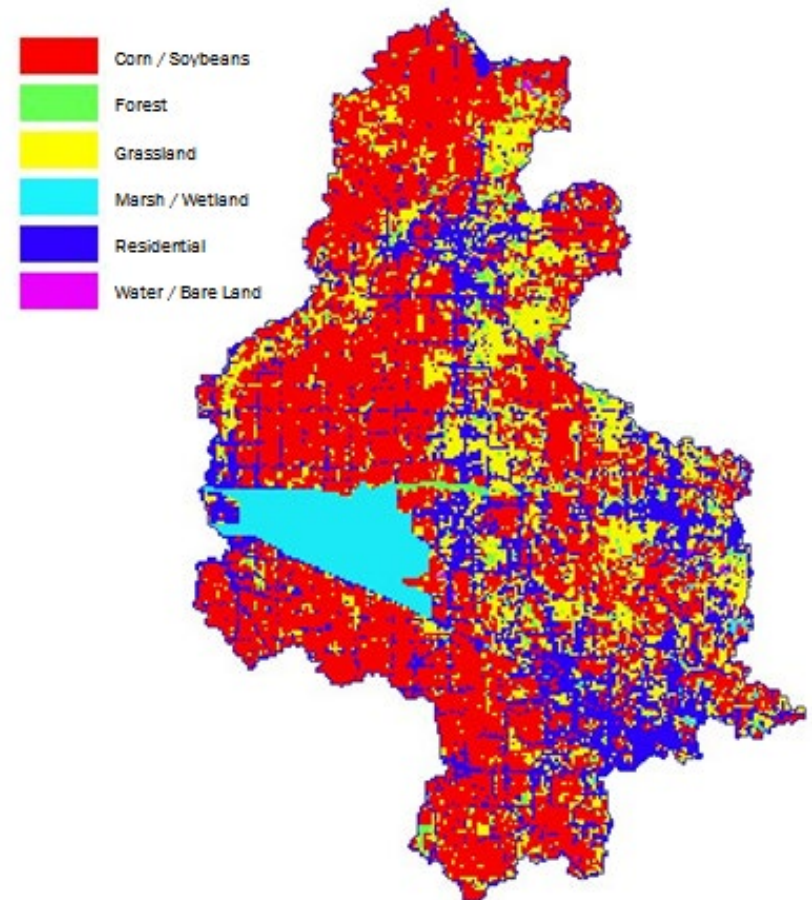 Corn / Soybeans
Forest
Grassland
Marsh / Wetland
Residential
Water / Bare Land